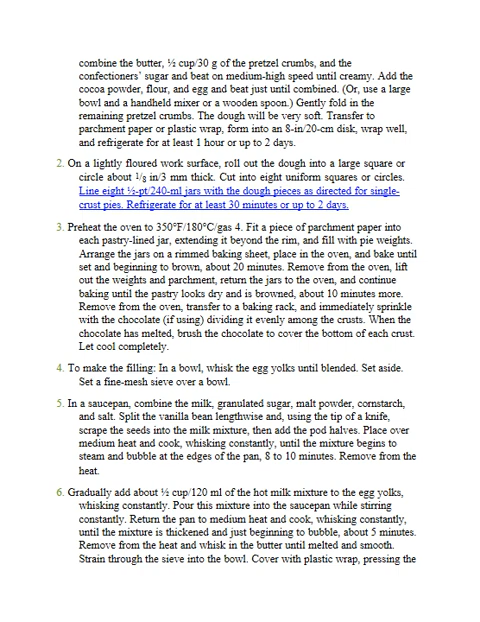 combine the butter, ½ cup/30 g of the pretzel crumbs, and the
confectioners’ sugar and beat on medium-high speed until creamy. Add the
cocoa powder, flour, and egg and beat just until combined. (Or, use a large
bowl and a handheld mixer or a wooden spoon.) Gently fold in the
remaining pretzel crumbs. The dough will be very soft. Transfer to
parchment paper or plastic wrap, form into an 8-in/20-cm disk, wrap well,
and refrigerate for at least 1 hour or up to 2 days.
2. On a lightly floured work surface, roll out the dough into a large square or
circle about 1/8 in/3 mm thick. Cut into eight uniform squares or circles.
Line eight ½-pt/240-ml jars with the dough pieces as directed for single-
crust pies. Refrigerate for at least 30 minutes or up to 2 days.
3. Preheat the oven to 350°F/180°C/gas 4. Fit a piece of parchment paper into
each pastry-lined jar, extending it beyond the rim, and fill with pie weights.
Arrange the jars on a rimmed baking sheet, place in the oven, and bake until
set and beginning to brown, about 20 minutes. Remove from the oven, lift
out the weights and parchment, return the jars to the oven, and continue
baking until the pastry looks dry and is browned, about 10 minutes more.
Remove from the oven, transfer to a baking rack, and immediately sprinkle
with the chocolate (if using) dividing it evenly among the crusts. When the
chocolate has melted, brush the chocolate to cover the bottom of each crust.
Let cool completely.
4. To make the filling: In a bowl, whisk the egg yolks until blended. Set aside.
Set a fine-mesh sieve over a bowl.
5. In a saucepan, combine the milk, granulated sugar, malt powder, cornstarch,
and salt. Split the vanilla bean lengthwise and, using the tip of a knife,
scrape the seeds into the milk mixture, then add the pod halves. Place over
medium heat and cook, whisking constantly, until the mixture begins to
steam and bubble at the edges of the pan, 8 to 10 minutes. Remove from the
heat.
6. Gradually add about ½ cup/120 ml of the hot milk mixture to the egg yolks,
whisking constantly. Pour this mixture into the saucepan while stirring
constantly. Return the pan to medium heat and cook, whisking constantly,
until the mixture is thickened and just beginning to bubble, about 5 minutes.
Remove from the heat and whisk in the butter until melted and smooth.
Strain through the sieve into the bowl. Cover with plastic wrap, pressing the